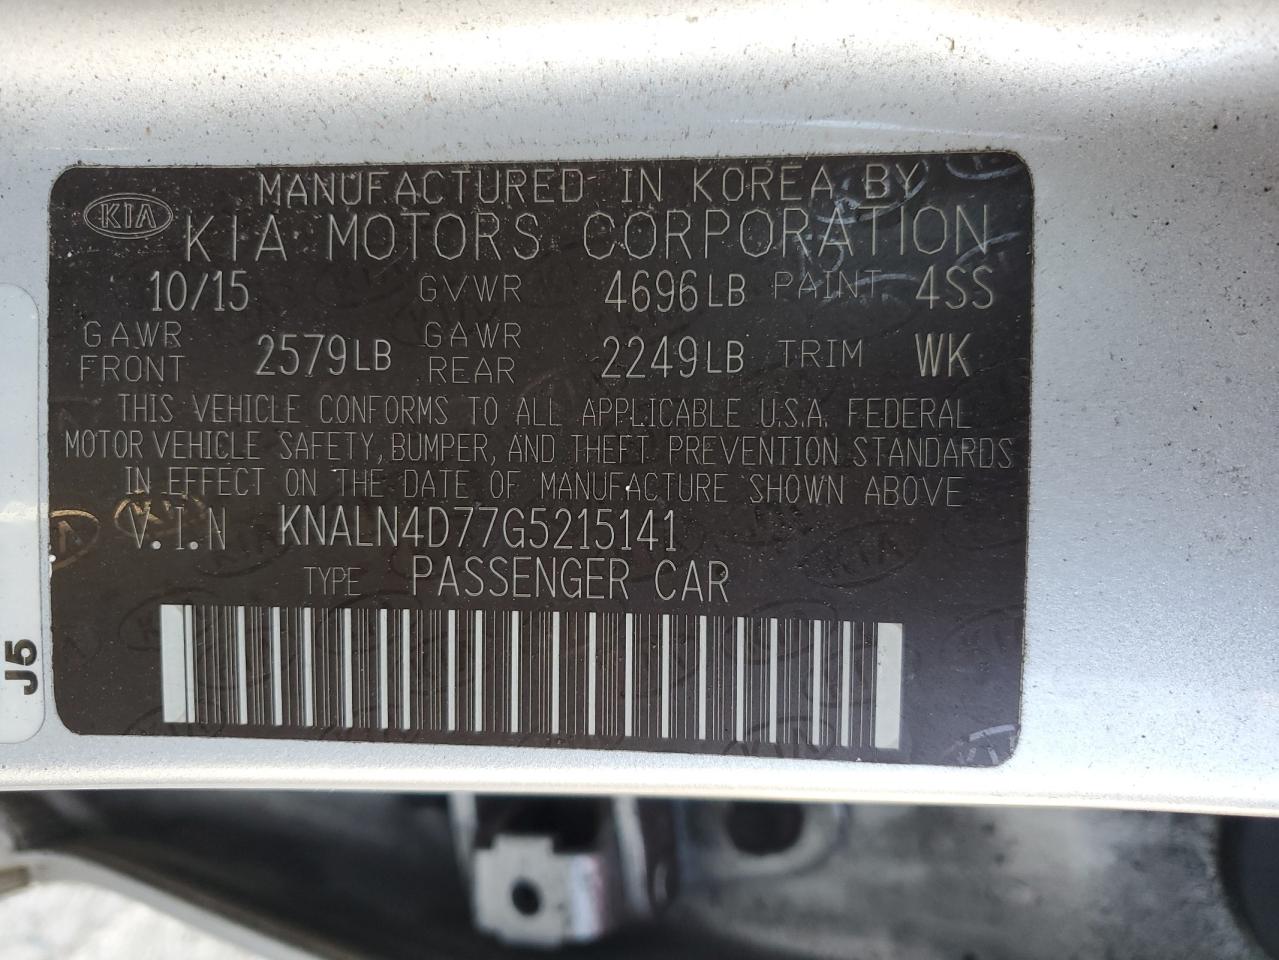 MANUFACTURED IN KOREA BY
KIA
KIA MOTORS CORPORATION
10/15 GVWR 4696LB PAINT 4SS
GAWR FRONT 2579LB GAWR REAR 2249LB TRIM WK
THIS VEHICLE CONFORMS TO ALL APPLICABLE U.S.A. FEDERAL
MOTOR VEHICLE SAFETY, BUMPER, AND THEFT PREVENTION STANDARDS
IN EFFECT ON THE DATE OF MANUFACTURE SHOWN ABOVE
V.I.N KNALN4D77G5215141
TYPE PASSENGER CAR
J5